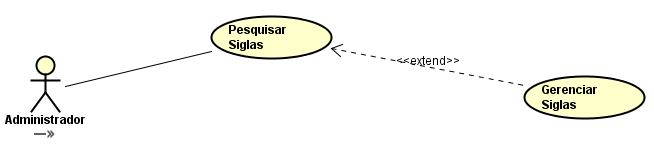 Pesquisar
Siglas
<<extend>>
Gerenciar
Siglas
Administrador